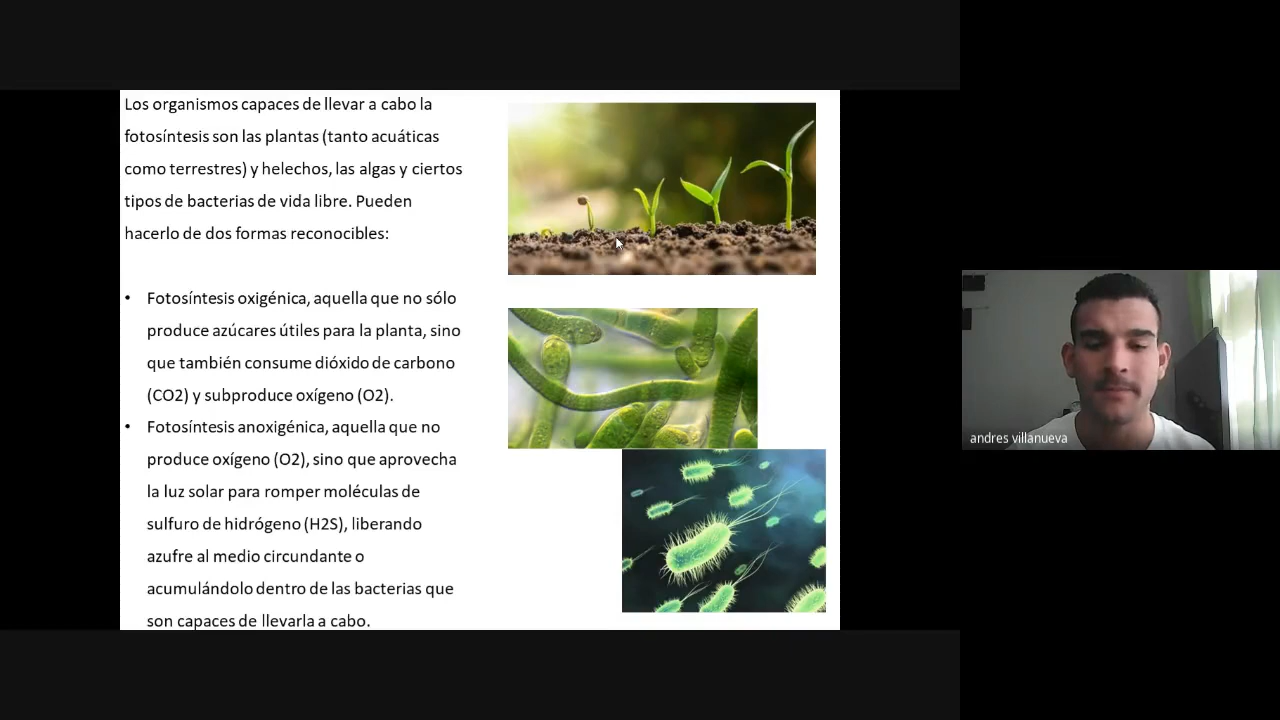 Los organismos capaces de llevar a cabo la
fotosíntesis son las plantas (tanto acuáticas
como terrestres) y helechos, las algas y ciertos
tipos de bacterias de vida libre. Pueden
hacerlo de dos formas reconocibles:
• Fotosíntesis oxigénica, aquella que no sólo
produce azúcares útiles para la planta, sino
que también consume dióxido de carbono
(CO2) y subproduce oxígeno (O2).
• Fotosíntesis anoxigénica, aquella que no
produce oxígeno (O2), sino que aprovecha
la luz solar para romper moléculas de
sulfuro de hidrógeno (H2S), liberando
azufre al medio circundante o
acumulándolo dentro de las bacterias que
son capaces de llevarla a cabo.
andres villanueva